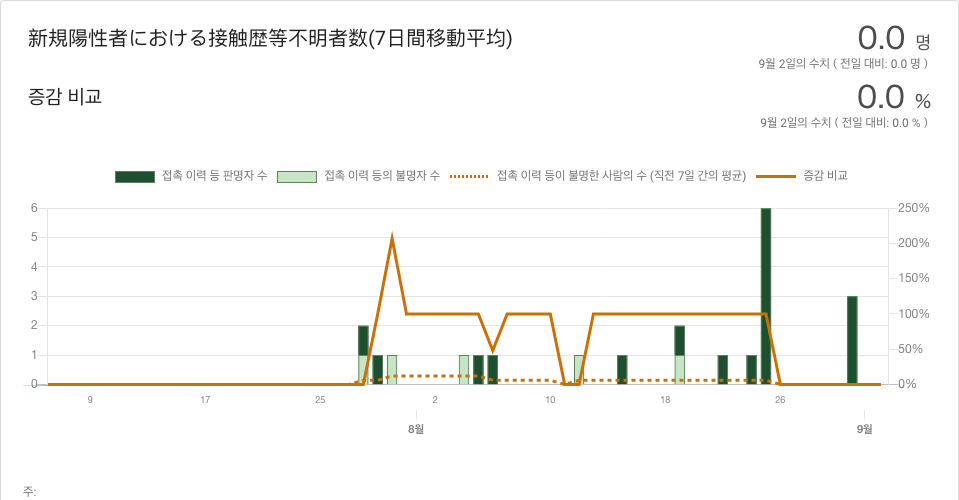 新規陽性者における接触歴等不明者数(7日間移動平均)
0.0 명
9월 2일의 수치 ( 전일 대비: 0.0 명 )
증감 비교
0.0 %
9월 2일의 수치 ( 전일 대비: 0.0 % )
접촉 이력 등 판명자 수 접촉 이력 등의 불명자 수 접촉 이력 등이 불명한 사람의 수 (직전 7일 간의 평균) 증감 비교
6 250%
5 200%
4 150%
3 100%
2 50%
1 0%
0
9 17 25 2 10 18 26
8월 9월
주: